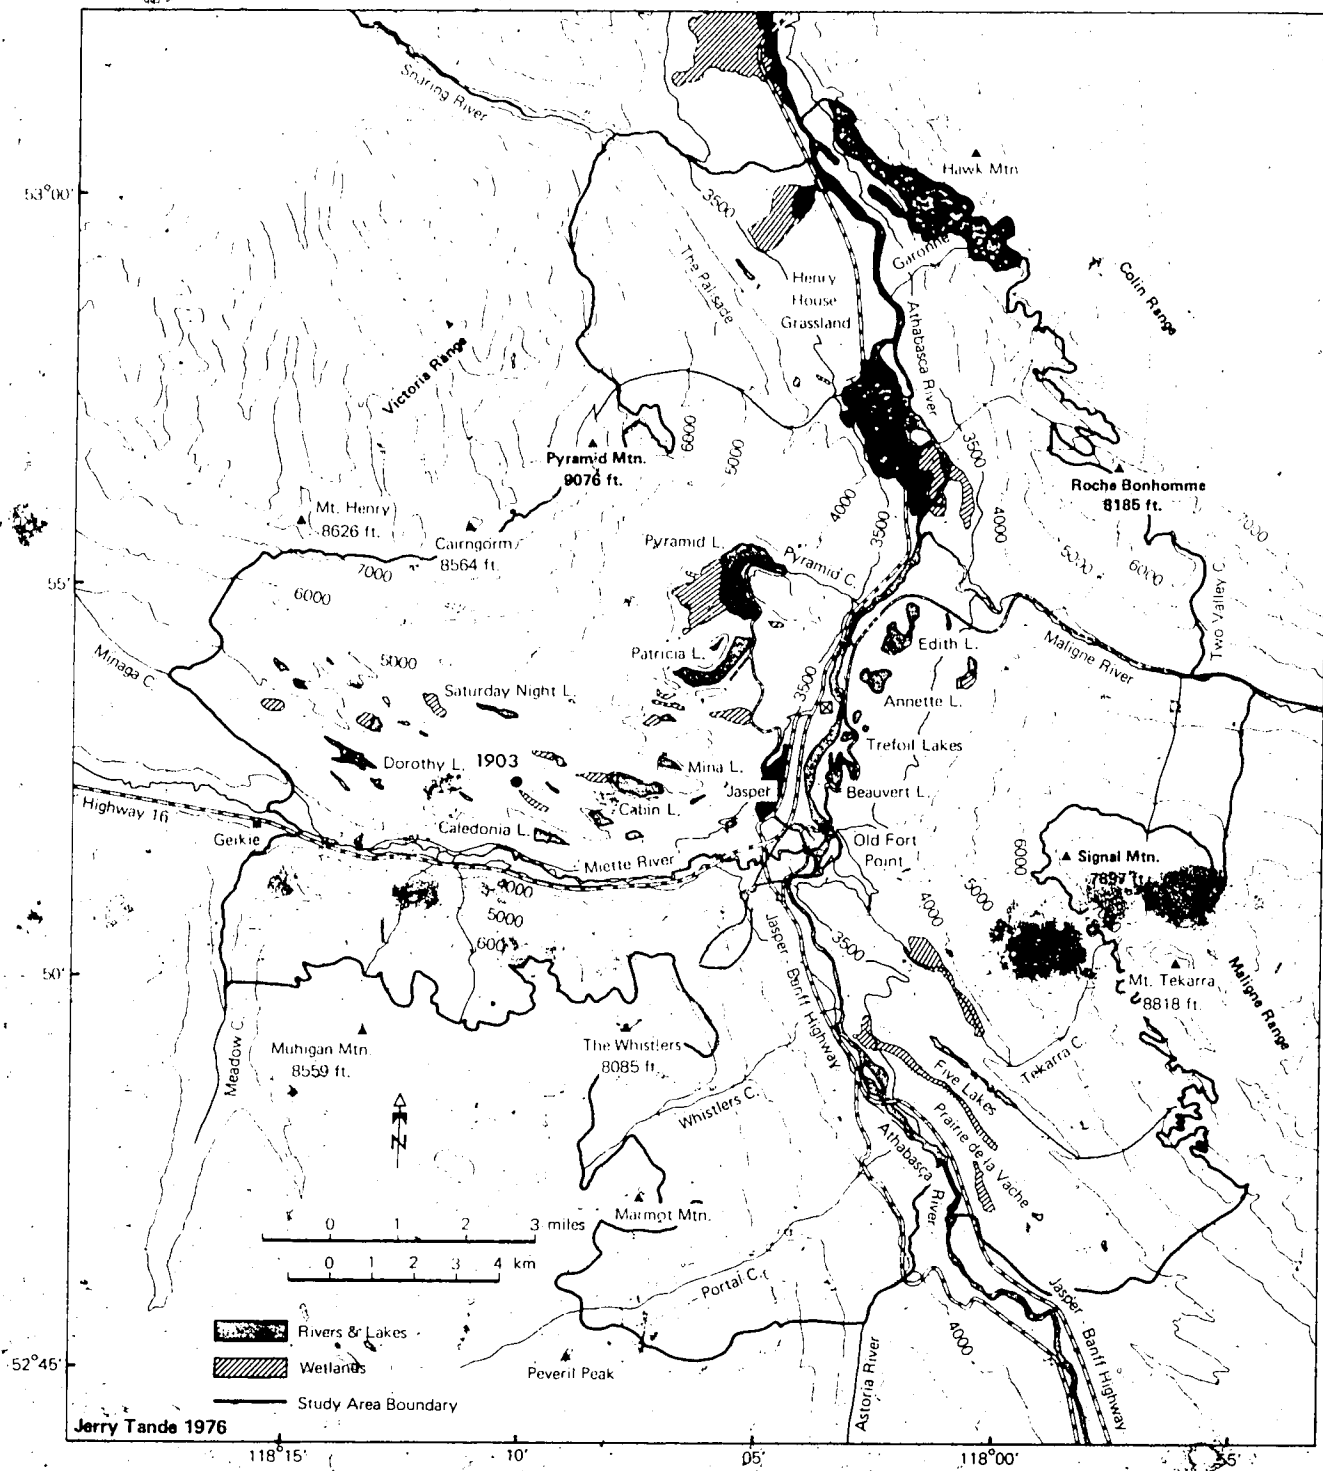 Snaring River
Hawk Mtn
53°00'
3500
Garonne
Colin Range
The Palisade
Henry
House
Grassland
Athabasca River
Victoria Range
6000
5000
3500
Pyramid Mtn.
9076 ft.
Roche Bonhomme
8185 ft.
4000
3500
4000
7000
Mt. Henry
8626 ft.
Cairngorm
8564 ft.
Pyramid L.
Pyramid C.
5000
6000
55'
7000
6000
Two Valley C.
Minaga C.
5000
Patricia L.
Edith L.
Maligne River
Saturday Night L.
3500
Annette L.
Trefoil Lakes
Dorothy L.
1903
Mina L.
Jasper
Beauvert L.
Highway 16
Cabin L.
Geikie
Caledonia L.
Miette River
Old Fort
Point
6000
Signal Mtn.
7897 ft.
4000
5000
6000
Jasper - Banff Highway
3500
4000
5000
50'
Mt. Tekarra
8818 ft.
Maligne Range
Meadow C.
Muhigan Mtn.
8559 ft.
The Whistlers
8085 ft.
Tekarra C.
Five Lakes
N
Whistlers C.
Prairie de la Vache
Athabasca
River
Marmot Mtn.
0 1 2 3 miles
0 1 2 3 4 km
Portal C.
Jasper - Banff Highway
4000
Rivers & Lakes
Wetlands
Study Area Boundary
52°45'
Peveril Peak
Astoria River
Jerry Tande 1976
118°15'
10'
05'
118°00'
55'